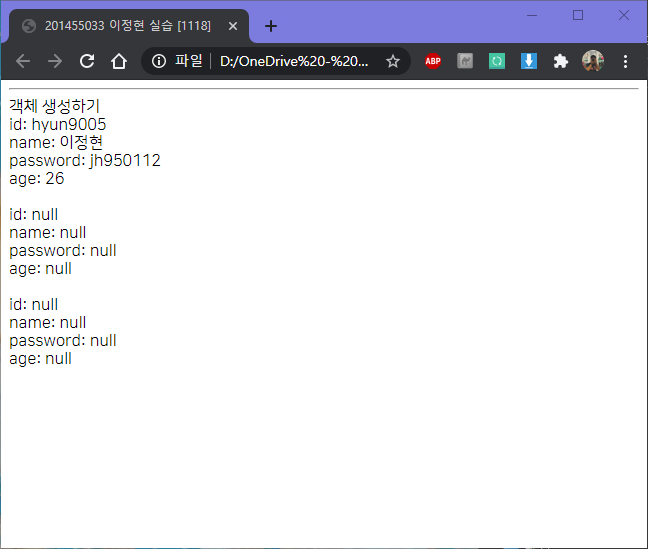 201455033 이정현 실습 [1118]
파일 D:/OneDrive%20-%20...
ABP
객체 생성하기
id: hyun9005
name: 이정현
password: jh950112
age: 26
id: null
name: null
password: null
age: null
id: null
name: null
password: null
age: null